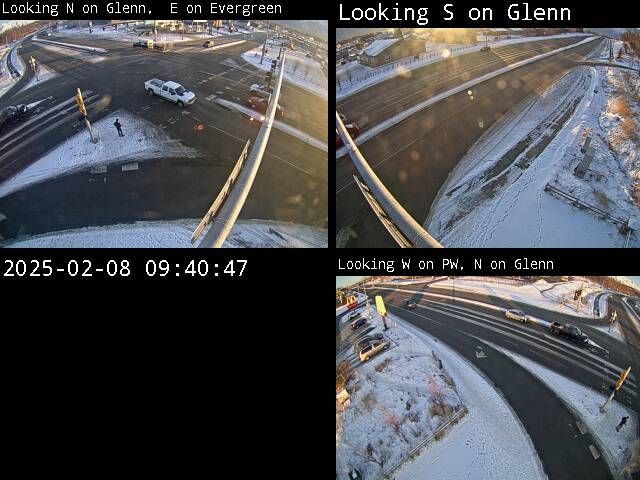 Looking N on Glenn, E on Evergreen
Looking S on Glenn
2025-02-08 09:40:47
Looking W on PW, N on Glenn